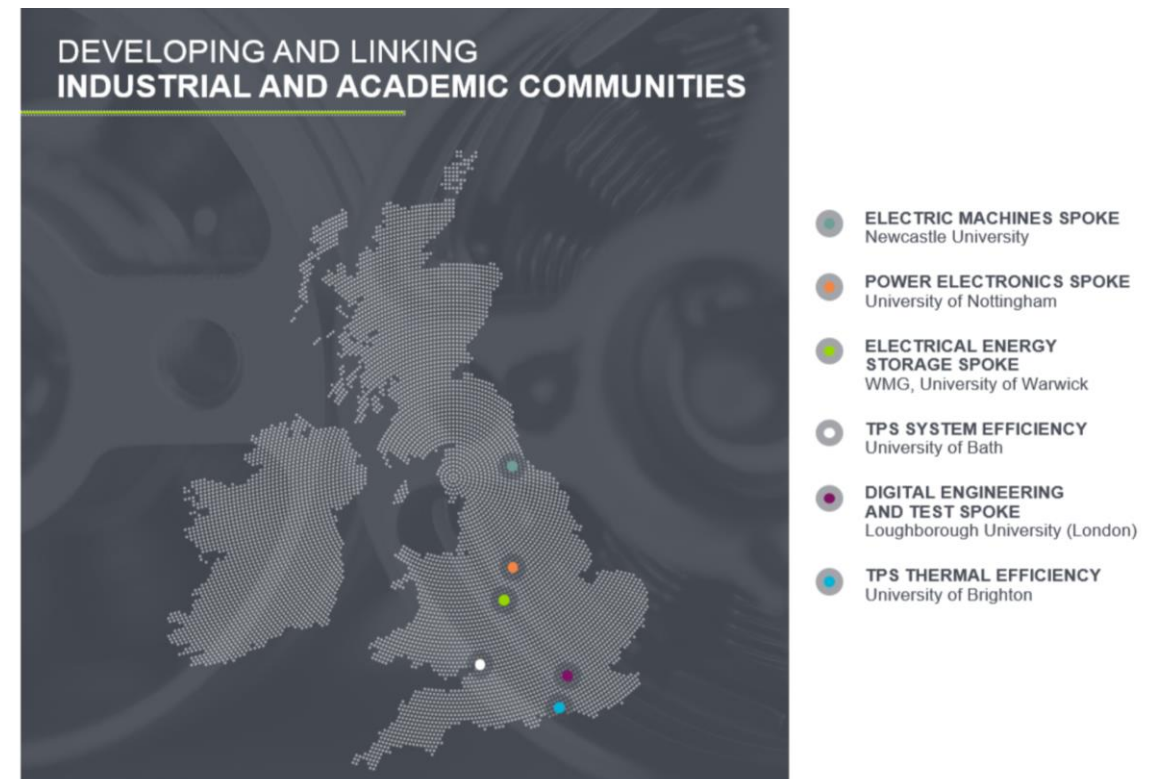 DEVELOPING AND LINKING
INDUSTRIAL AND ACADEMIC COMMUNITIES
ELECTRIC MACHINES SPOKE
Newcastle University
POWER ELECTRONICS SPOKE
University of Nottingham
ELECTRICAL ENERGY
STORAGE SPOKE
WMG, University of Warwick
TPS SYSTEM EFFICIENCY
University of Bath
DIGITAL ENGINEERING
AND TEST SPOKE
Loughborough University (London)
TPS THERMAL EFFICIENCY
University of Brighton